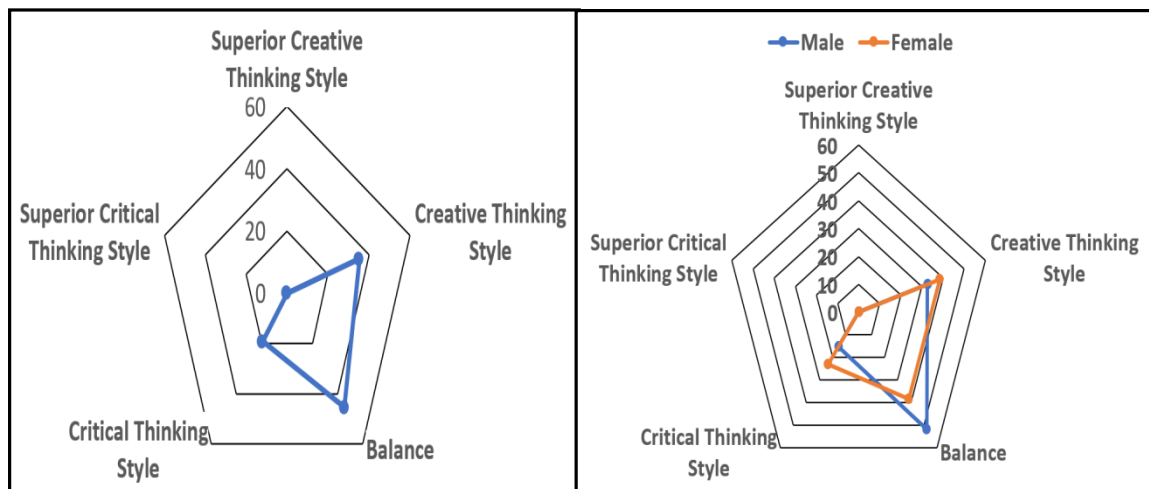 Superior Creative
Thinking Style
60
40
20
0
Creative Thinking
Style
Superior Critical
Thinking Style
Critical Thinking
Style
Balance
Male Female
Superior Creative
Thinking Style
60
50
40
30
20
10
0
Creative Thinking
Style
Superior Critical
Thinking Style
Critical Thinking
Style
Balance